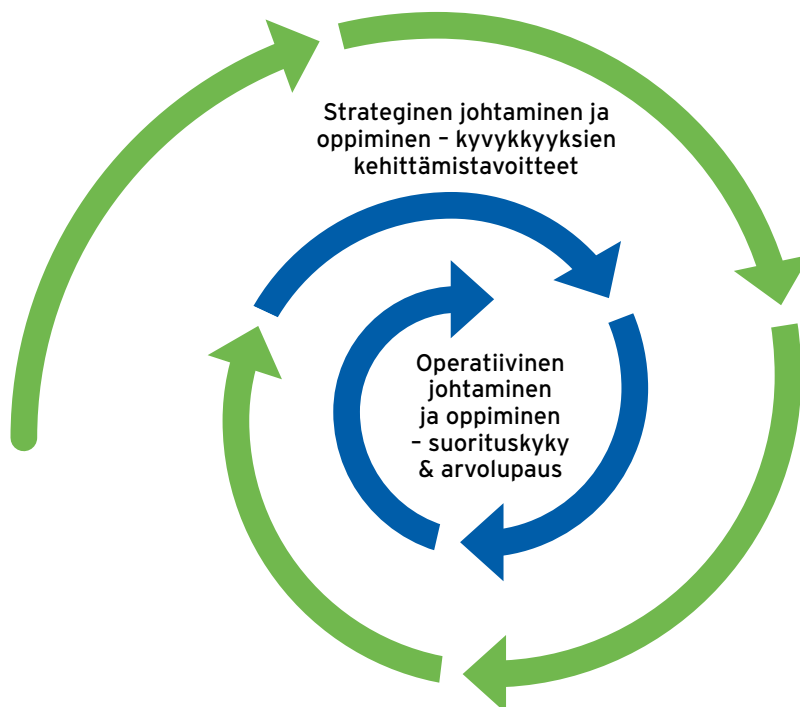 Strateginen johtaminen ja
oppiminen – kyvykkyyksien
kehittämistavoitteet
Operatiivinen
johtaminen
ja oppiminen
– suorituskyky
& arvolupaus